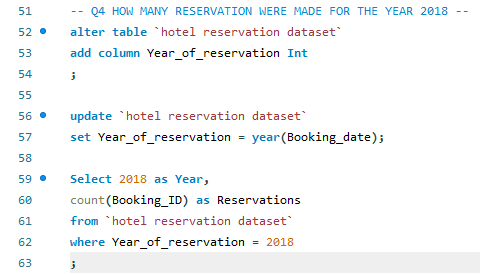 51 -- Q4 HOW MANY RESERVATION WERE MADE FOR THE YEAR 2018 --
52 alter table `hotel reservation dataset`
53 add column Year_of_reservation Int
54 ;
55
56 update `hotel reservation dataset`
57 set Year_of_reservation = year(Booking_date);
58
59 Select 2018 as Year,
60 count(Booking_ID) as Reservations
61 from `hotel reservation dataset`
62 where Year_of_reservation = 2018
63 ;